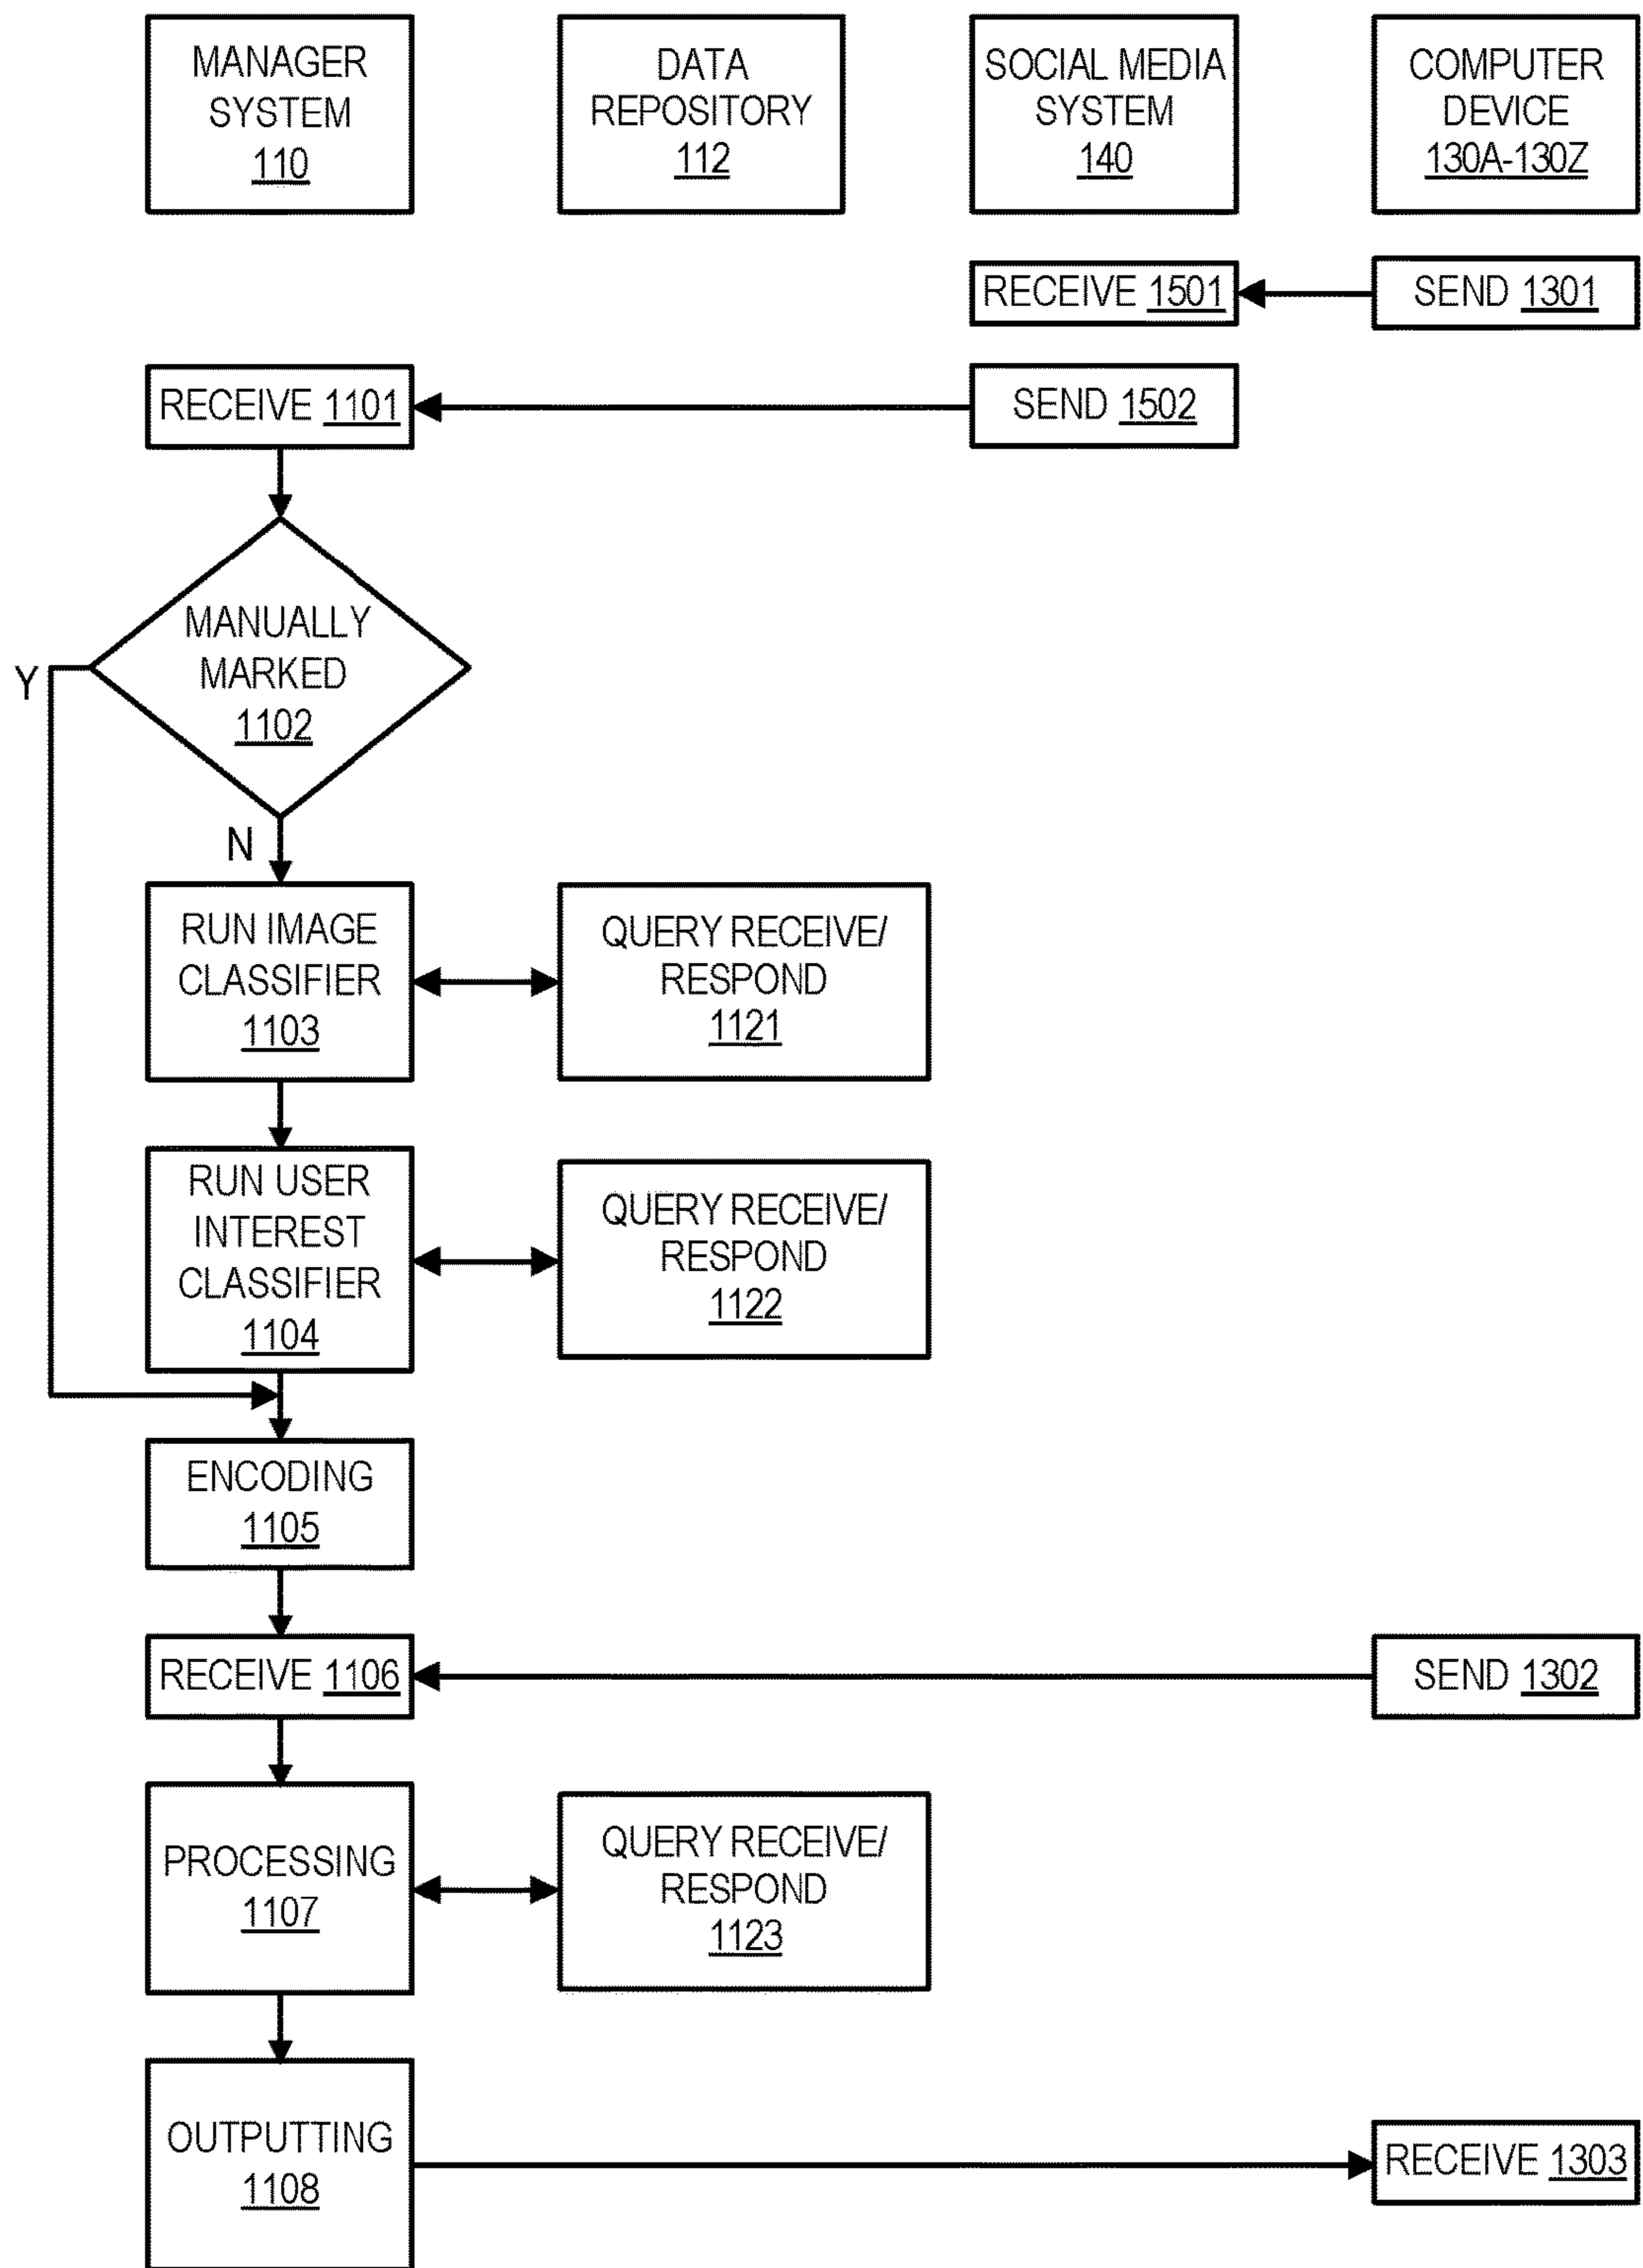 MANAGER
SYSTEM
110
DATA
REPOSITORY
112
SOCIAL MEDIA
SYSTEM
140
COMPUTER
DEVICE
130A-130Z
RECEIVE 1501
SEND 1301
RECEIVE 1101
SEND 1502
MANUALLY
MARKED
1102
Y
N
RUN IMAGE
CLASSIFIER
1103
QUERY RECEIVE/
RESPOND
1121
RUN USER
INTEREST
CLASSIFIER
1104
QUERY RECEIVE/
RESPOND
1122
ENCODING
1105
RECEIVE 1106
SEND 1302
PROCESSING
1107
QUERY RECEIVE/
RESPOND
1123
OUTPUTTING
1108
RECEIVE 1303